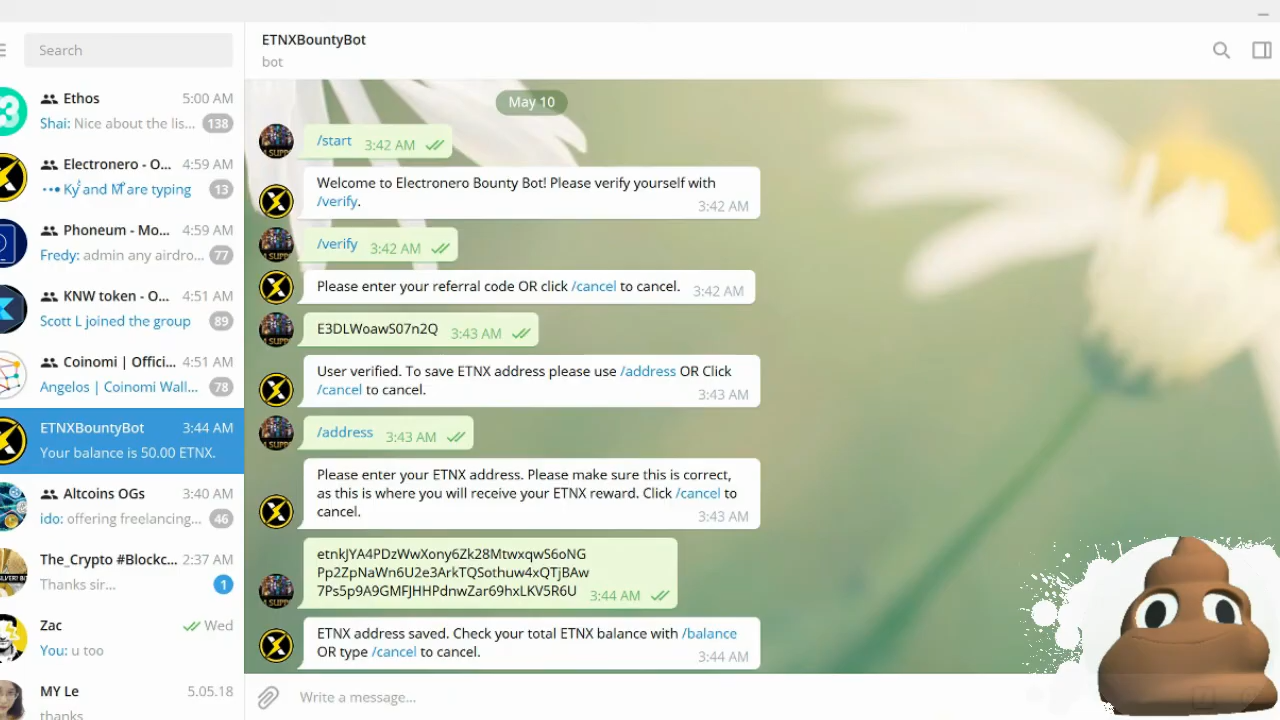 Search
Ethos
5:00 AM
Shai: Nice about the lis...
138
Electronero - O...
4:59 AM
Ky and M are typing
13
Phoneum - Mo...
4:59 AM
Fredy: admin any airdro...
77
KNW token - O...
4:51 AM
Scott L joined the group
89
Coinomi | Offici...
4:51 AM
Angelos | Coinomi Wall...
78
ETNXBountyBot
3:44 AM
Your balance is 50.00 ETNX.
Altcoins OGs
3:40 AM
ido: offering freelancing...
46
The_Crypto #Blockc...
2:37 AM
Thanks sir...
1
Zac
Wed
You: u too
MY Le
5.05.18
thanks
ETNXBountyBot
bot
May 10
/start
3:42 AM
Welcome to Electronero Bounty Bot! Please verify yourself with
/verify.
3:42 AM
/verify
3:42 AM
Please enter your referral code OR click /cancel to cancel.
3:42 AM
E3DLWoawS07n2Q
3:43 AM
User verified. To save ETNX address please use /address OR Click
/cancel to cancel.
3:43 AM
/address
3:43 AM
Please enter your ETNX address. Please make sure this is correct,
as this is where you will receive your ETNX reward. Click /cancel to
cancel.
3:43 AM
etnkJYA4PDzWwXony6Zk28MtwxqwS6oNG
Pp2ZpNaWn6U2e3ArkTQSothuw4xQTjBAw
7Ps5p9A9GMFJHHPdnwZar69hxLKV5R6U
3:44 AM
ETNX address saved. Check your total ETNX balance with /balance
OR type /cancel to cancel.
3:44 AM
Write a message...